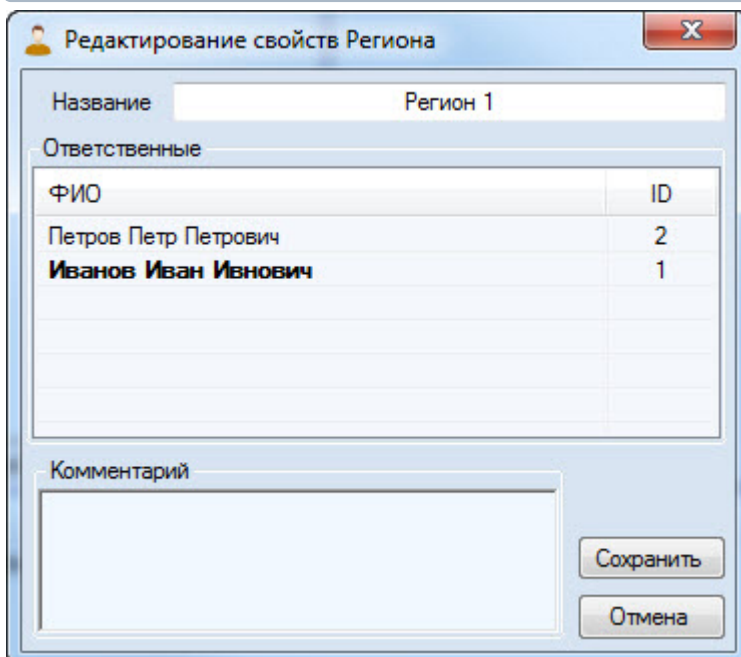 Редактирование свойств Региона
Название Регион 1
Ответственные
ФИО ID
Петров Петр Петрович 2
Иванов Иван Ивнович 1
Комментарий
Сохранить
Отмена